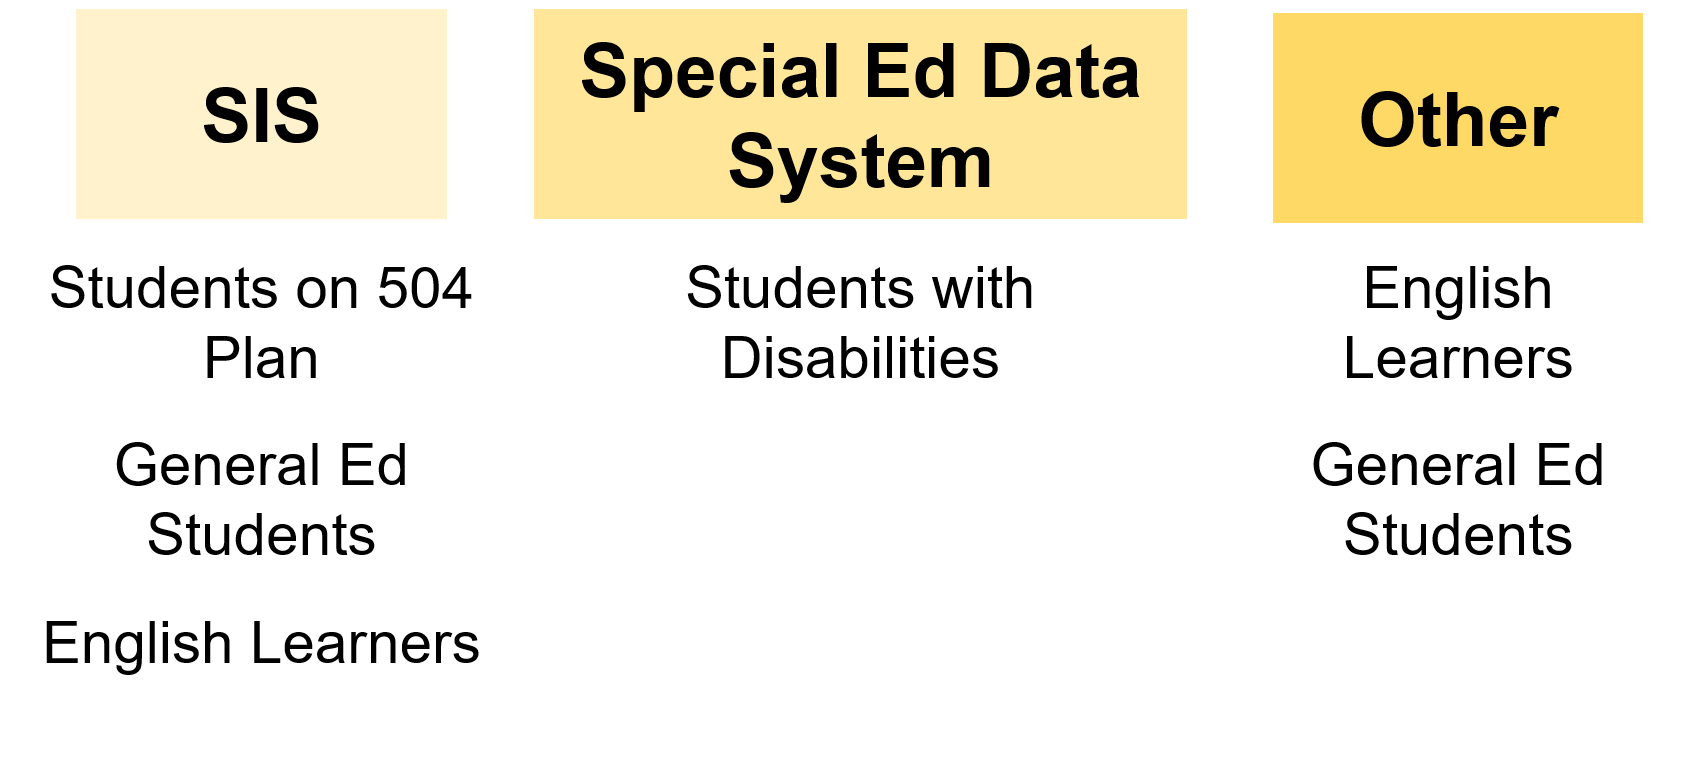 SIS
Students on 504
Plan
General Ed
Students
English Learners
Special Ed Data
System
Students with
Disabilities
Other
English
Learners
General Ed
Students